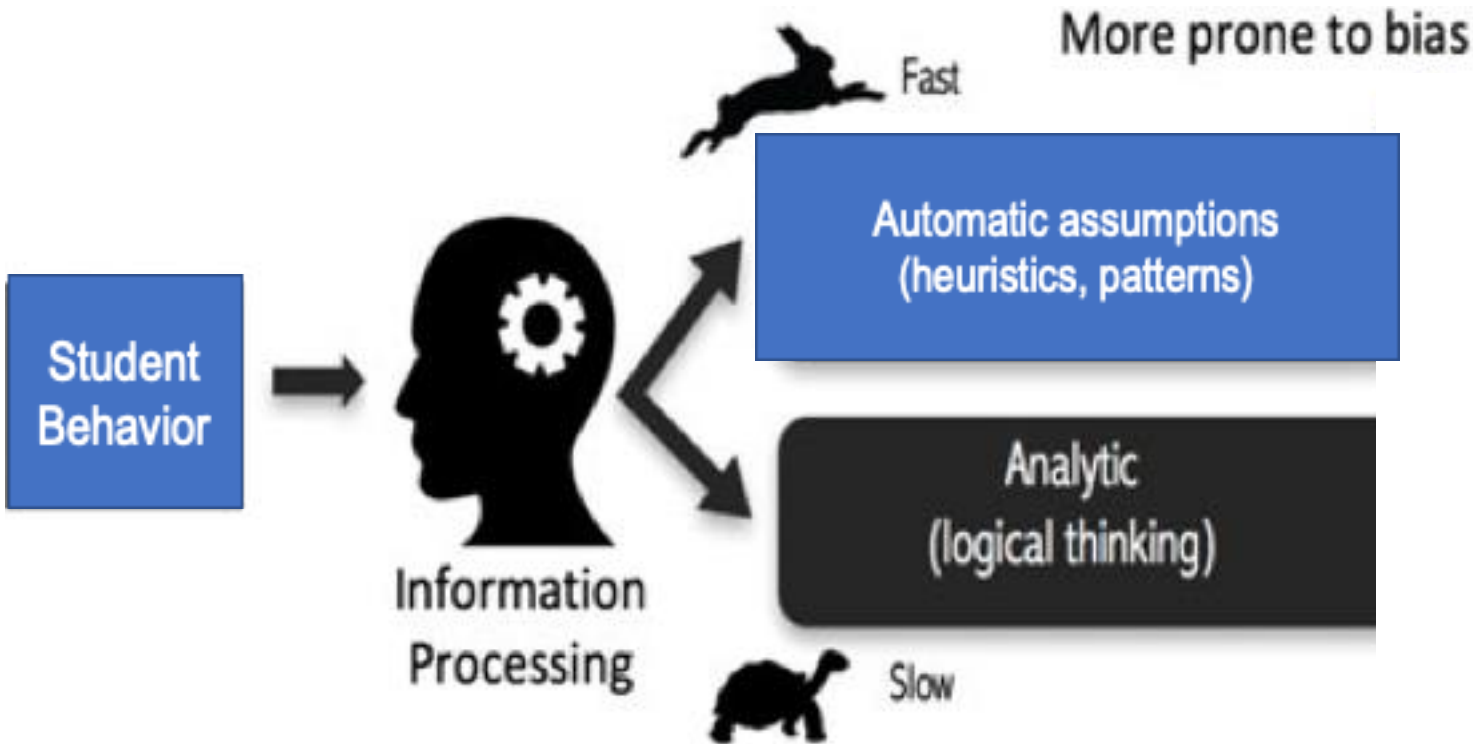 More prone to bias
Fast
Automatic assumptions
(heuristics, patterns)
Student
Behavior
Analytic
(logical thinking)
Information
Processing
Slow